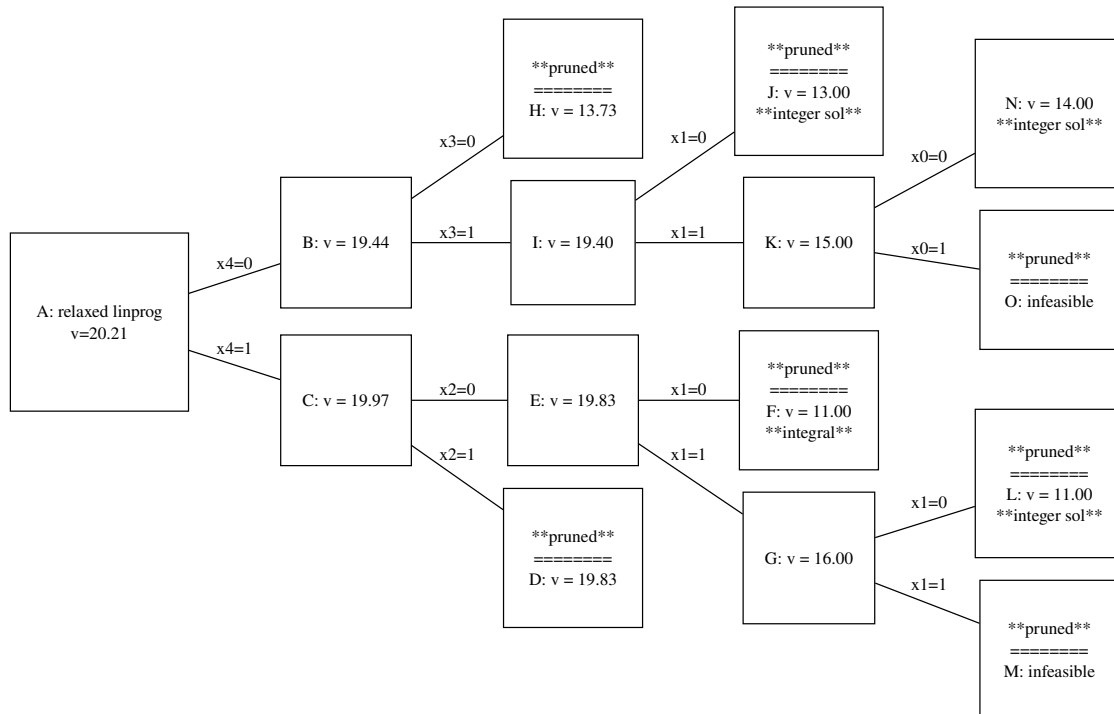 A: relaxed linprog
v=20.21
x4=0
x4=1
B: v = 19.44
x3=0
x3=1
**pruned**
========
H: v = 13.73
I: v = 19.40
x1=0
x1=1
**pruned**
========
J: v = 13.00
**integer sol**
K: v = 15.00
x0=0
x0=1
N: v = 14.00
**integer sol**
**pruned**
========
O: infeasible
C: v = 19.97
x2=0
x2=1
E: v = 19.83
x1=0
x1=1
**pruned**
========
F: v = 11.00
**integral**
**pruned**
========
D: v = 19.83
G: v = 16.00
x1=0
x1=1
**pruned**
========
L: v = 11.00
**integer sol**
**pruned**
========
M: infeasible